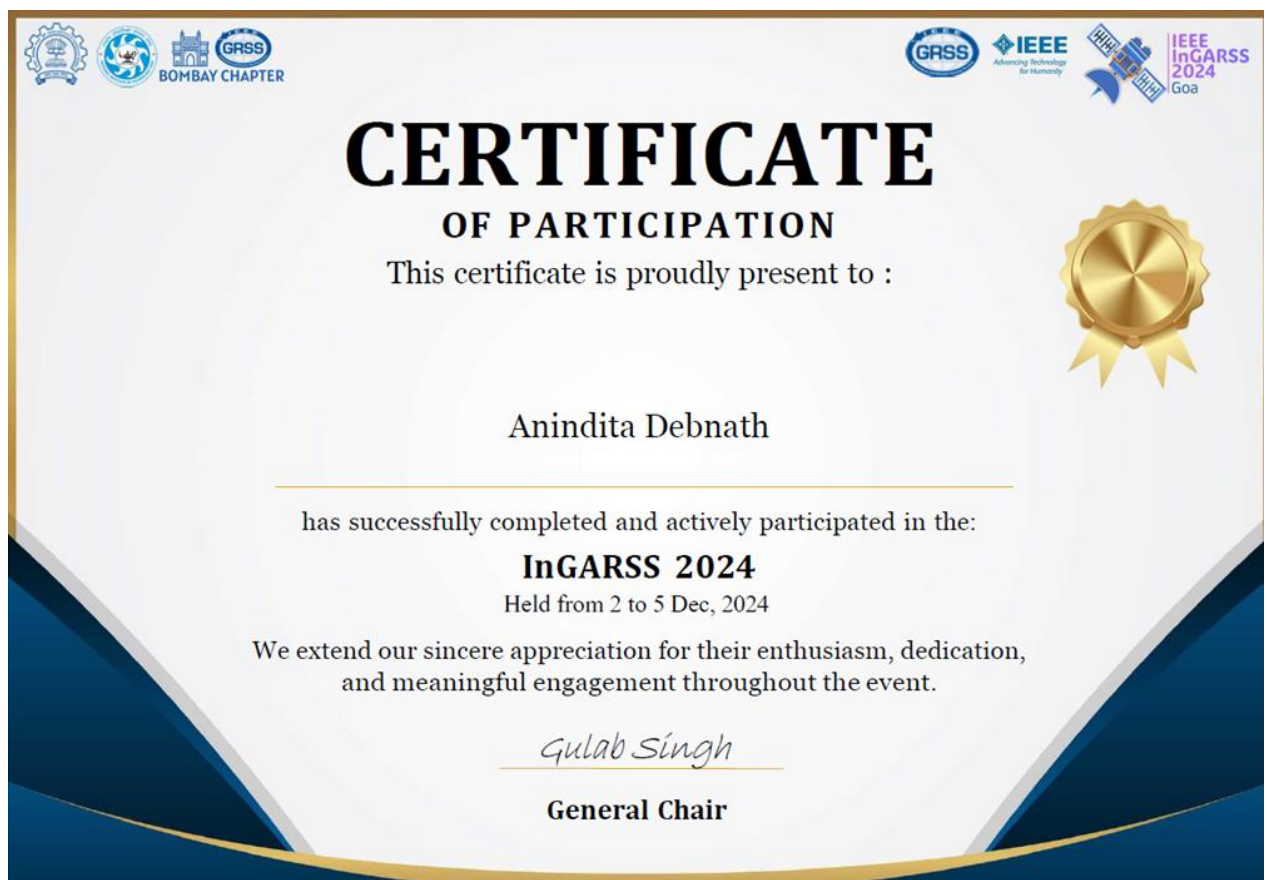 GRSS
BOMBAY CHAPTER
GRSS
IEEE
Advancing Technology
for Humanity
IEEE
InGARSS
2024
Goa
CERTIFICATE
OF PARTICIPATION
This certificate is proudly present to :
Anindita Debnath
has successfully completed and actively participated in the:
InGARSS 2024
Held from 2 to 5 Dec, 2024
We extend our sincere appreciation for their enthusiasm, dedication,
and meaningful engagement throughout the event.
Gulab Singh
General Chair